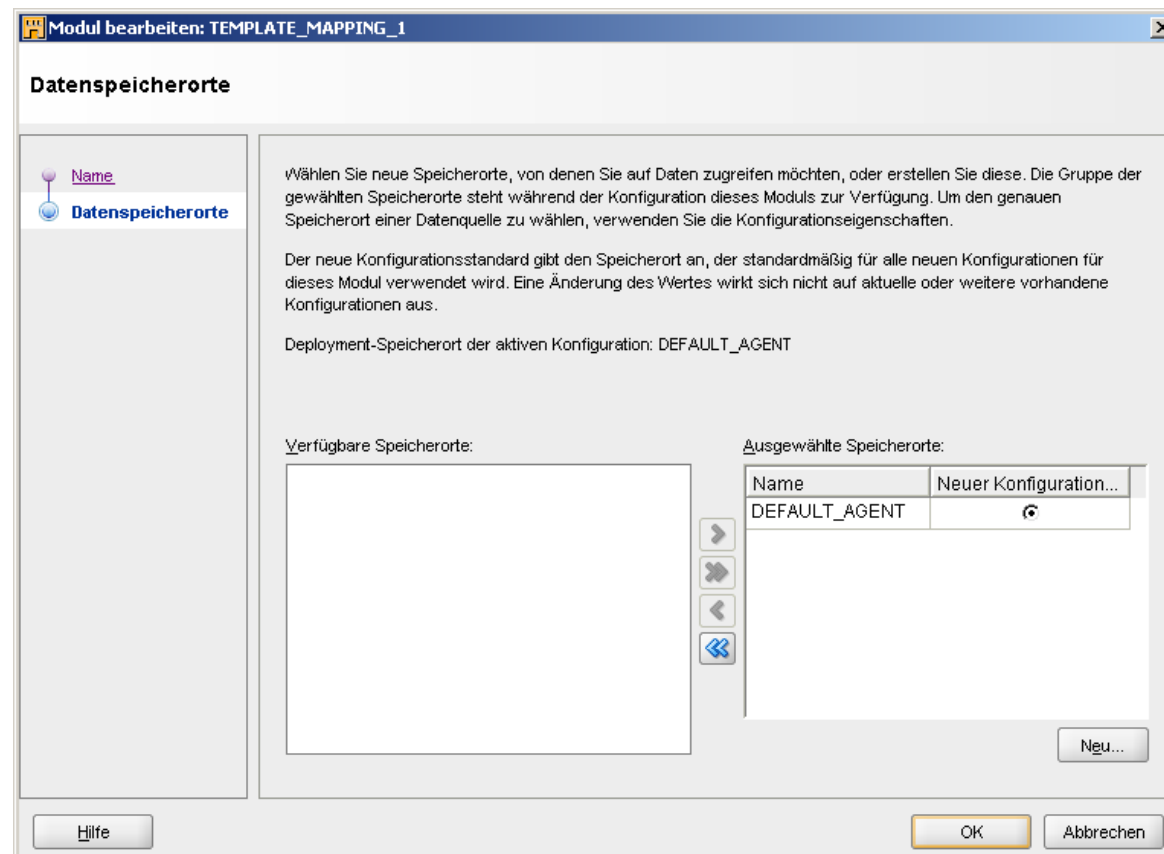 Modul bearbeiten: TEMPLATE_MAPPING_1
Datenspeicherorte
Name
Datenspeicherorte
Wählen Sie neue Speicherorte, von denen Sie auf Daten zugreifen möchten, oder erstellen Sie diese. Die Gruppe der
gewählten Speicherorte steht während der Konfiguration dieses Moduls zur Verfügung. Um den genauen
Speicherort einer Datenquelle zu wählen, verwenden Sie die Konfigurationseigenschaften.
Der neue Konfigurationsstandard gibt den Speicherort an, der standardmäßig für alle neuen Konfigurationen für
dieses Modul verwendet wird. Eine Änderung des Wertes wirkt sich nicht auf aktuelle oder weitere vorhandene
Konfigurationen aus.
Deployment-Speicherort der aktiven Konfiguration: DEFAULT_AGENT
Verfügbare Speicherorte:
Ausgewählte Speicherorte:
Name Neuer Konfiguration...
DEFAULT_AGENT
Neu...
Hilfe
OK
Abbrechen